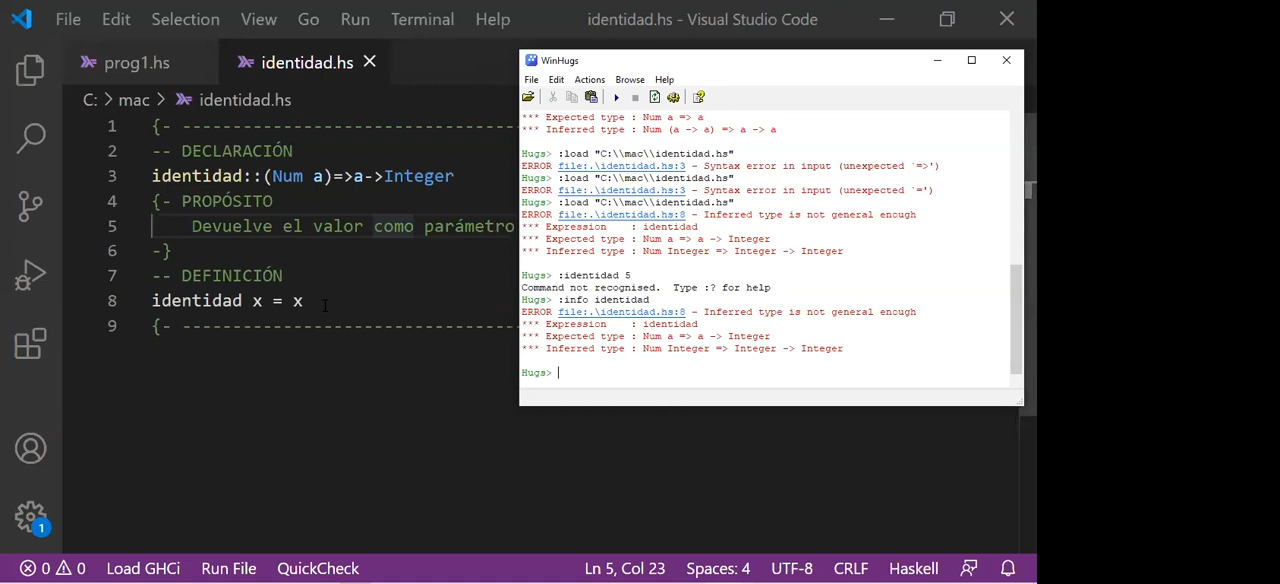 File Edit Selection View Go Run Terminal Help identidad.hs - Visual Studio Code
prog1.hs identidad.hs
C: > mac > identidad.hs
1 {- --------------------------------
2 -- DECLARACIÓN
3 identidad::(Num a)=>a->Integer
4 {- PROPÓSITO
5 Devuelve el valor como parámetro
6 -}
7 -- DEFINICIÓN
8 identidad x = x
9 {- --------------------------------
WinHugs
File Edit Actions Browse Help
*** Expected type : Num a => a
*** Inferred type : Num (a -> a) => a -> a
Hugs> :load "C:\\mac\\identidad.hs"
ERROR file:.\identidad.hs:3 - Syntax error in input (unexpected `=>')
Hugs> :load "C:\\mac\\identidad.hs"
ERROR file:.\identidad.hs:3 - Syntax error in input (unexpected `=')
Hugs> :load "C:\\mac\\identidad.hs"
ERROR file:.\identidad.hs:8 - Inferred type is not general enough
*** Expression : identidad
*** Expected type : Num a => a -> Integer
*** Inferred type : Num Integer => Integer -> Integer
Hugs> :identidad 5
Command not recognised. Type :? for help
Hugs> :info identidad
ERROR file:.\identidad.hs:8 - Inferred type is not general enough
*** Expression : identidad
*** Expected type : Num a => a -> Integer
*** Inferred type : Num Integer => Integer -> Integer
Hugs>
1
0 0 Load GHCi Run File QuickCheck Ln 5, Col 23 Spaces: 4 UTF-8 CRLF Haskell